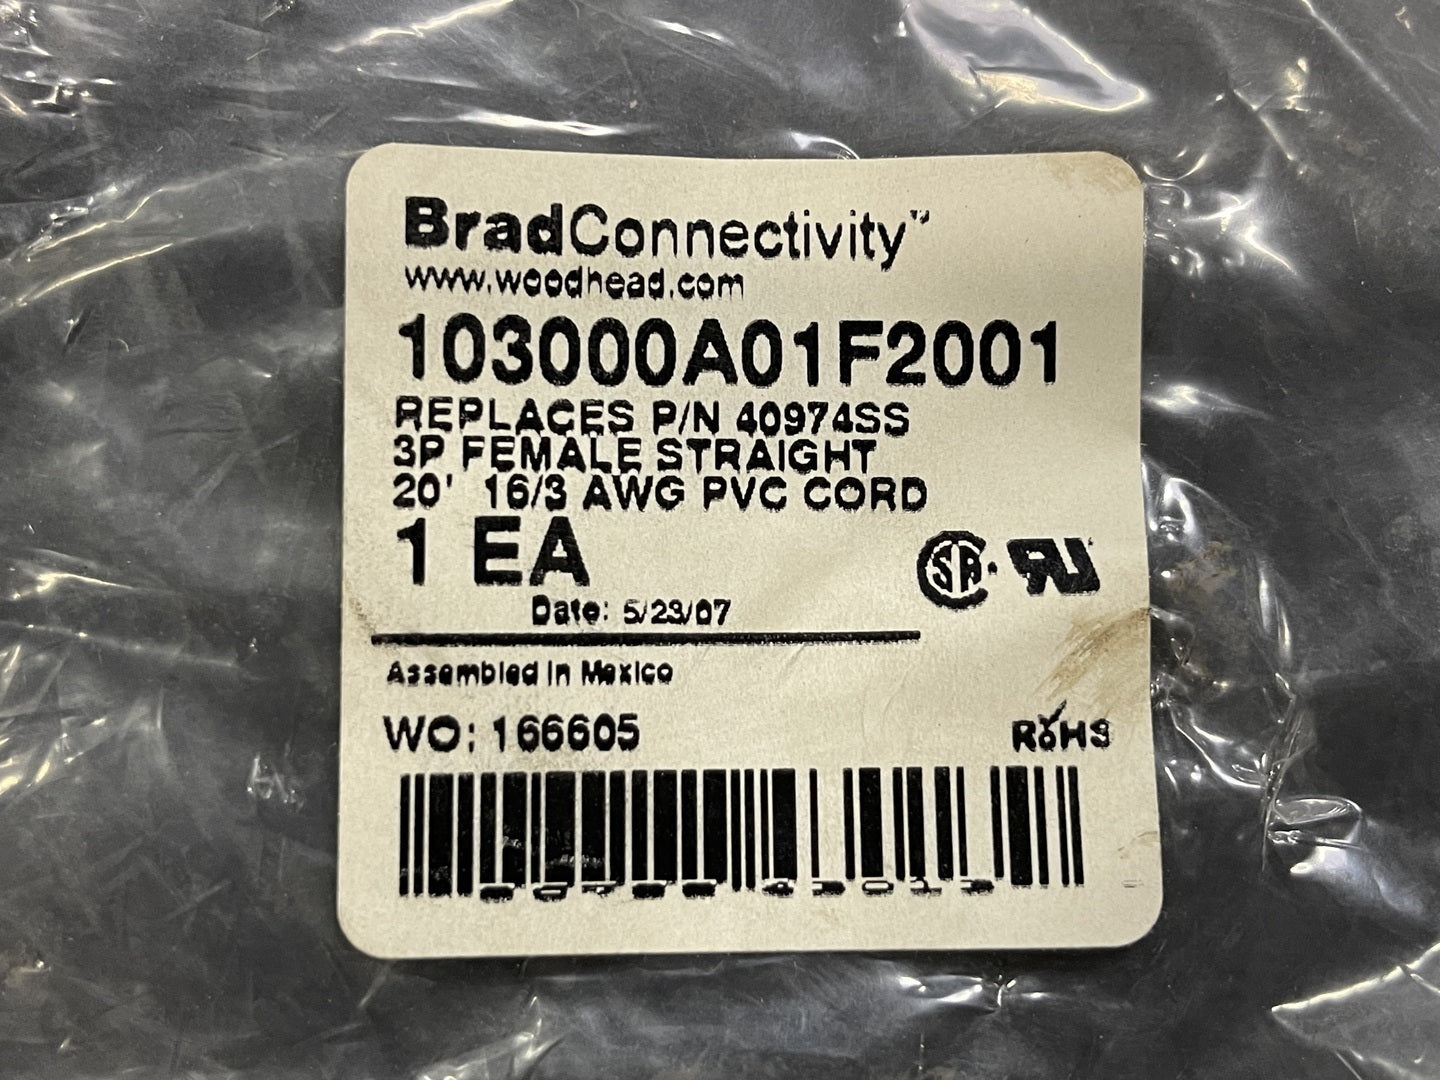 BradConnectivity™
www.woodhead.com
103000A01F2001
REPLACES P/N 40974SS
3P FEMALE STRAIGHT
20' 16/3 AWG PVC CORD
1 EA
Date: 5/23/07
Assembled in Mexico
WO: 166605
RoHS